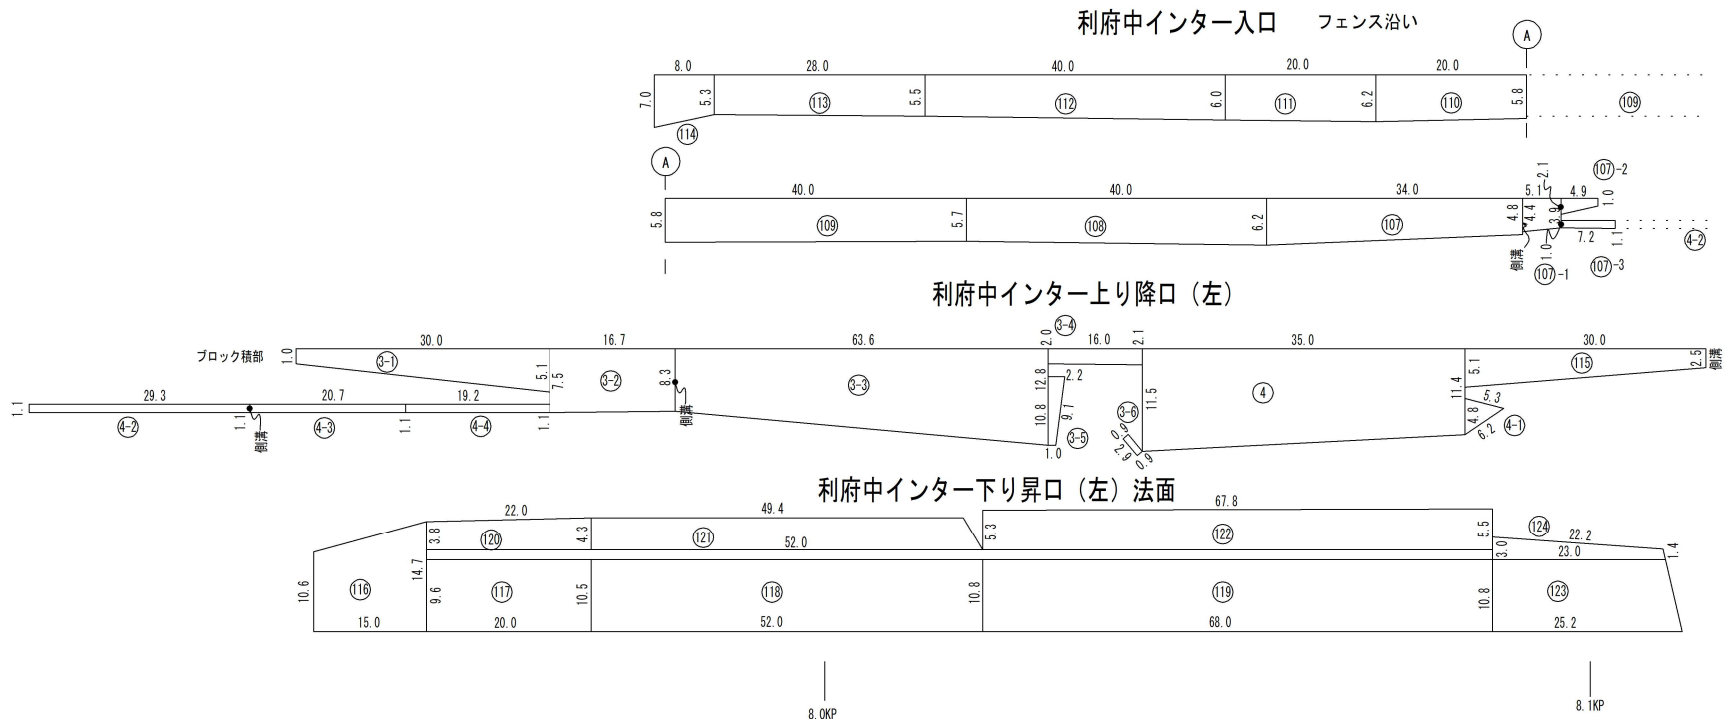 利府中インター入口 フェンス沿い
A
8.0 28.0 40.0 20.0 20.0
7.0 5.3 113 5.5 112 6.0 111 6.2 110 5.8 109
114
A
107-2
40.0 40.0 34.0 5.1 2.1 4.9
5.8 109 5.7 108 6.2 107 4.8 4.4 3.9 1.0
側溝 1.0 7.2 1.1 4-2
107-1 107-3
利府中インター上り降口(左)
ブロック積部 1.0 30.0 16.7 63.6 2.0 3-4 16.0 2.1 35.0 30.0 2.5 側溝
3-1 5.1 7.5 3-2 8.3 3-3 12.8 2.2 11.5 4 11.4 5.1 115
側溝 10.8 9.1 3-6 4.8 5.3
1.1 29.3 20.7 19.2
4-2 1.1 側溝 4-3 1.1 4-4 1.1 1.0 3-5 0.9 2.9 0.9 6.2 4-1
利府中インター下り昇口(左)法面
22.0 49.4 67.8
3.8 120 4.3 121 52.0 5.3 122 5.5 124 22.2
3.0 23.0 1.4
10.6 116 14.7 9.6 117 10.5 118 10.8 119 10.8 123
15.0 20.0 52.0 68.0 25.2
8.0KP 8.1KP